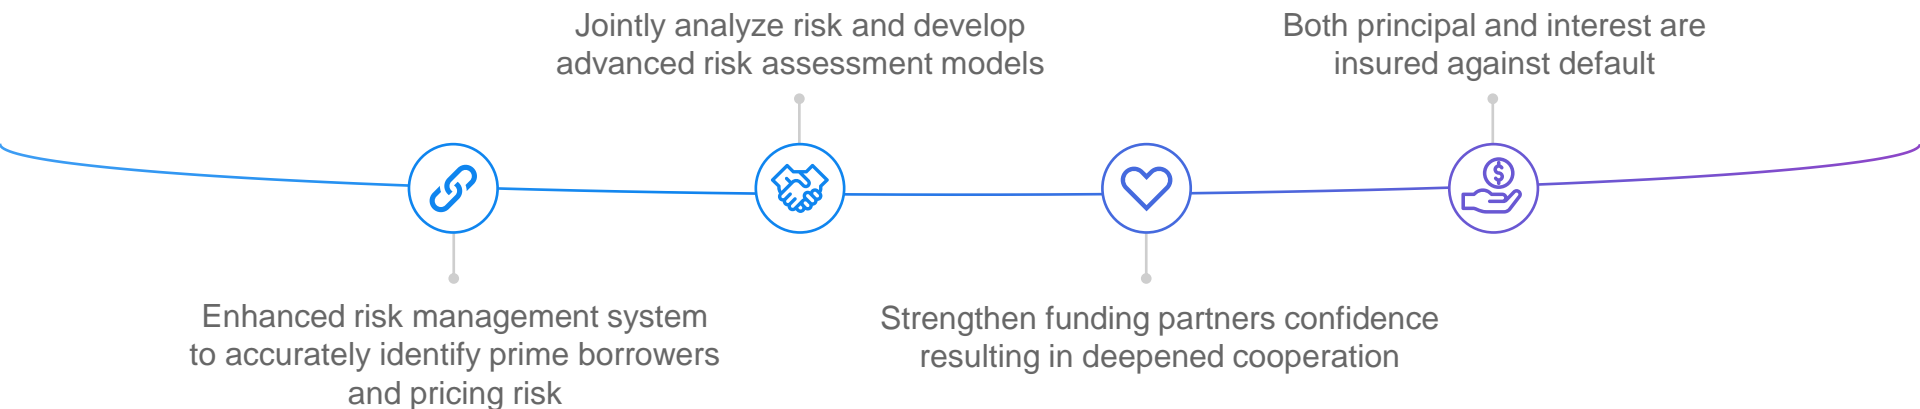 Jointly analyze risk and develop
advanced risk assessment models
Both principal and interest are
insured against default
$
Enhanced risk management system
to accurately identify prime borrowers
and pricing risk
Strengthen funding partners confidence
resulting in deepened cooperation